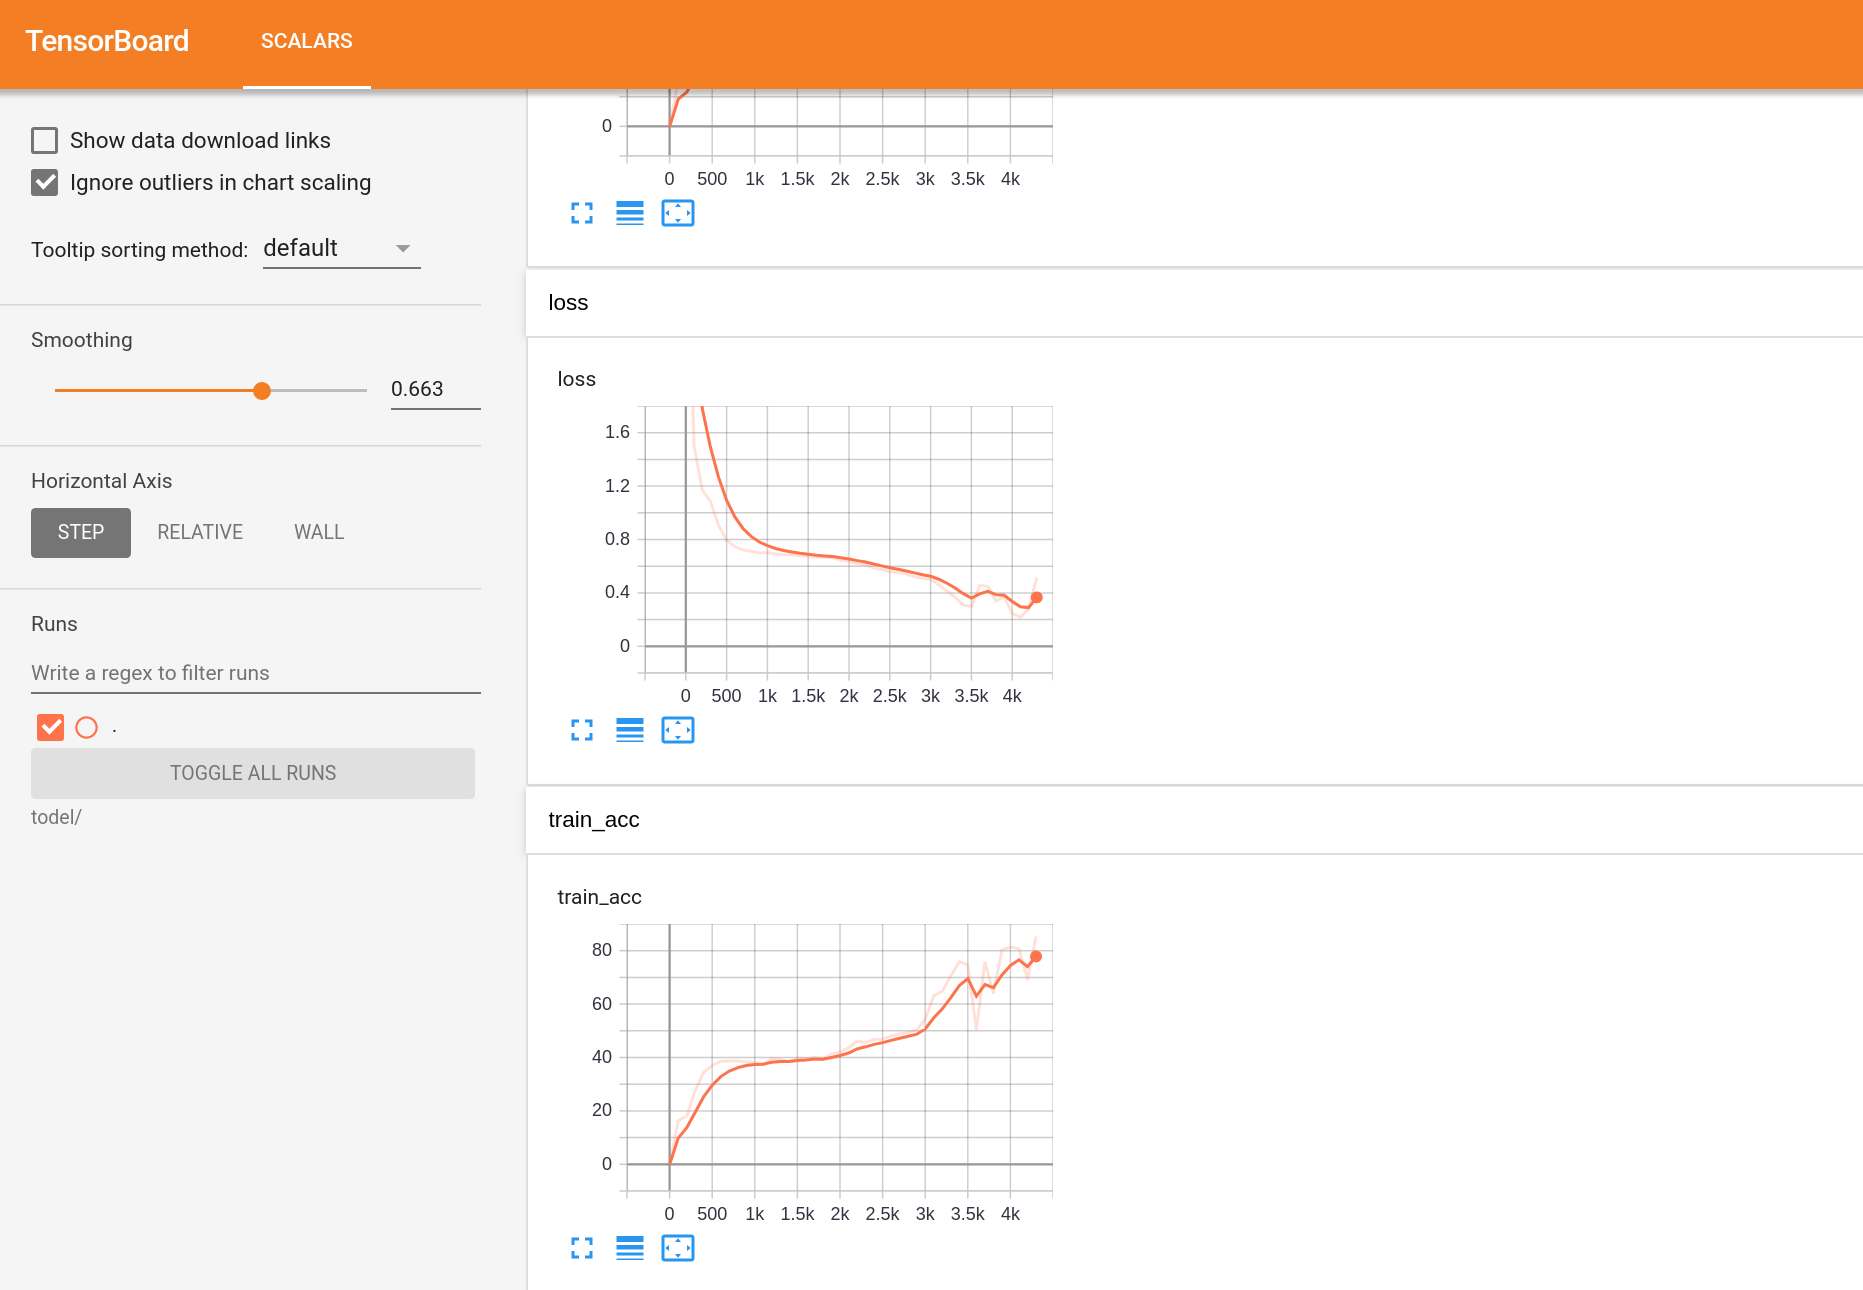 TensorBoard SCALARS
Show data download links
Ignore outliers in chart scaling
Tooltip sorting method: default
Smoothing
0.663
Horizontal Axis
STEP RELATIVE WALL
Runs
Write a regex to filter runs
.
TOGGLE ALL RUNS
todel/
0
0 500 1k 1.5k 2k 2.5k 3k 3.5k 4k
loss
loss
1.6
1.2
0.8
0.4
0
0 500 1k 1.5k 2k 2.5k 3k 3.5k 4k
train_acc
train_acc
80
60
40
20
0
0 500 1k 1.5k 2k 2.5k 3k 3.5k 4k